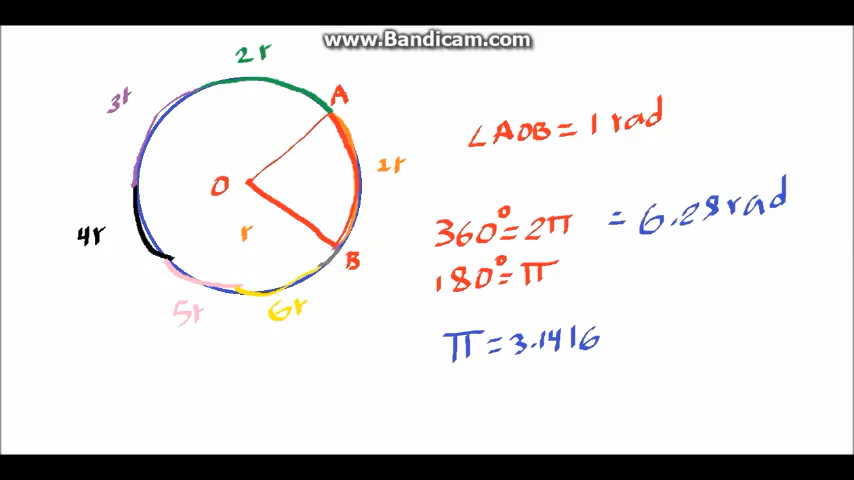 www.Bandicam.com
2r
3r
A
∠AOB = 1 rad
1r
O
360° = 2π = 6.28 rad
4r
r
B
180° = π
5r
6r
π = 3.1416